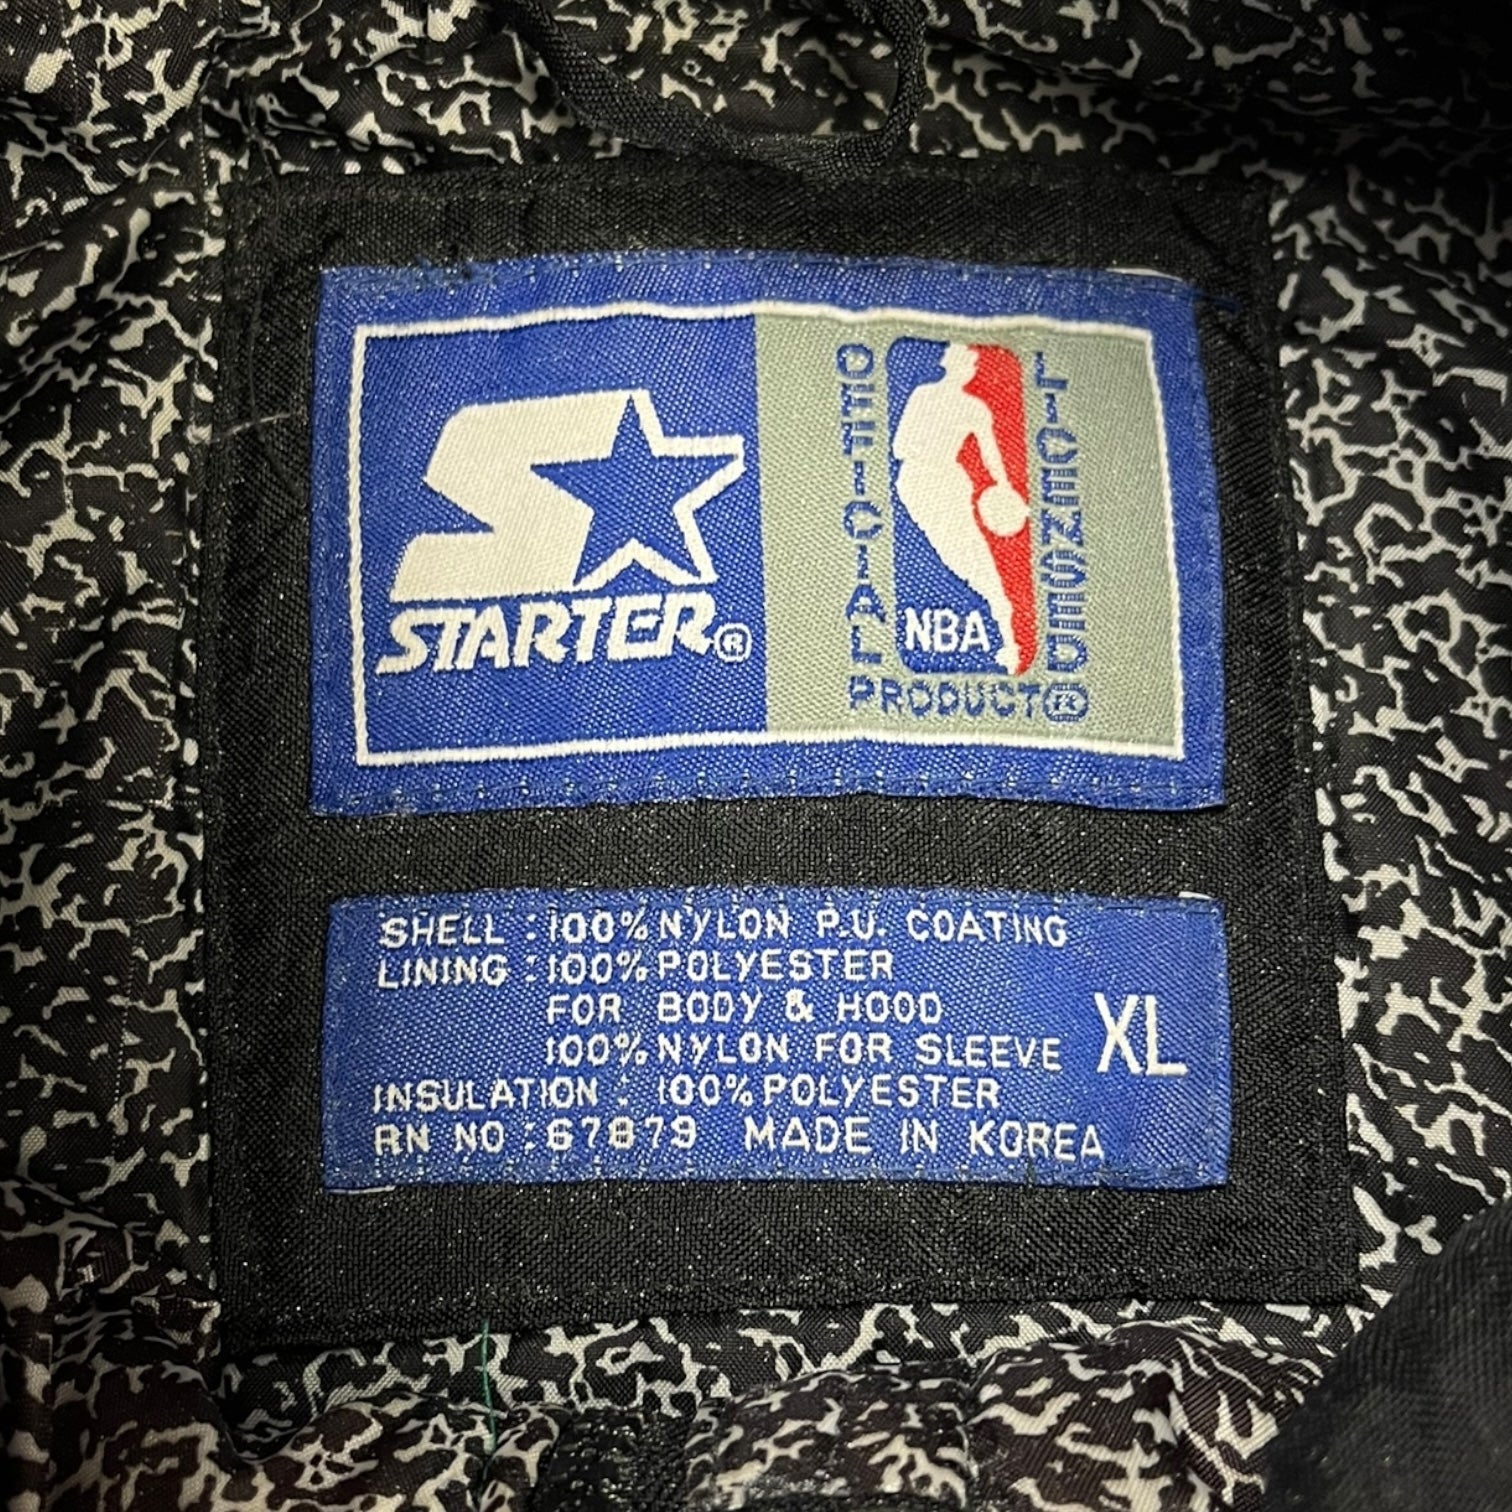 STARTER®
OFFICIAL
LICENSED
PRODUCT®
NBA
SHELL : 100% NYLON P.U. COATING
LINING : 100% POLYESTER
FOR BODY & HOOD
100% NYLON FOR SLEEVE
XL
INSULATION : 100% POLYESTER
RN NO : 67879 MADE IN KOREA